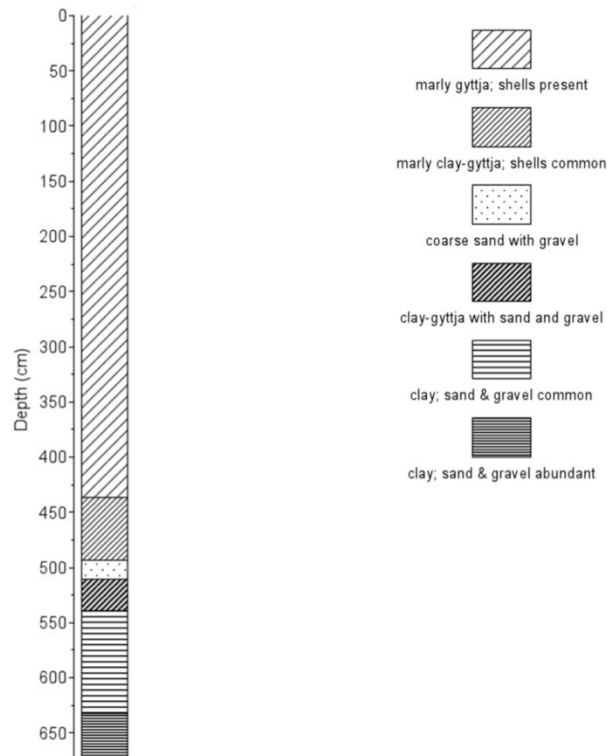 0
50
100
150
200
250
300
350
400
450
500
550
600
650
Depth (cm)
marly gyttja; shells present
marly clay-gyttja; shells common
coarse sand with gravel
clay-gyttja with sand and gravel
clay; sand & gravel common
clay; sand & gravel abundant